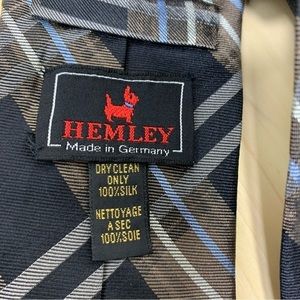 HEMLEY
Made in Germany
DRY CLEAN
ONLY
100% SILK
NETTOYAGE
A SEC
100% SOIE